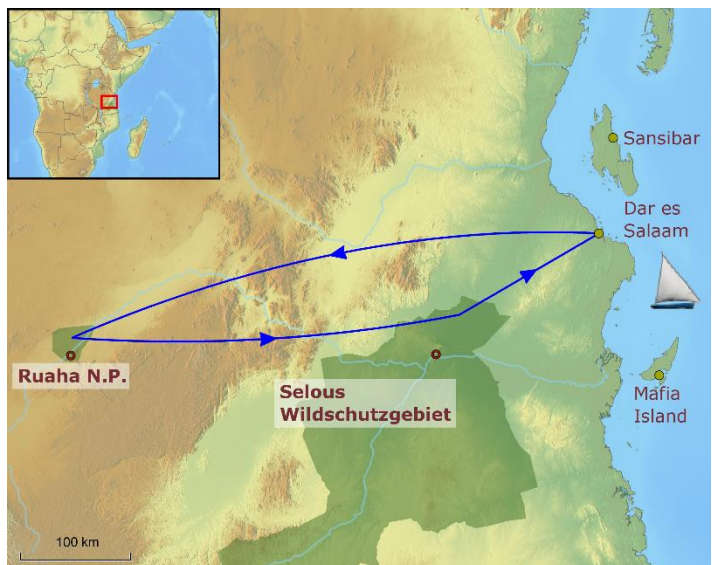 Sansibar
Dar es
Salaam
Ruaha N.P.
Selous
Wildschutzgebiet
Mafia
Island
100 km